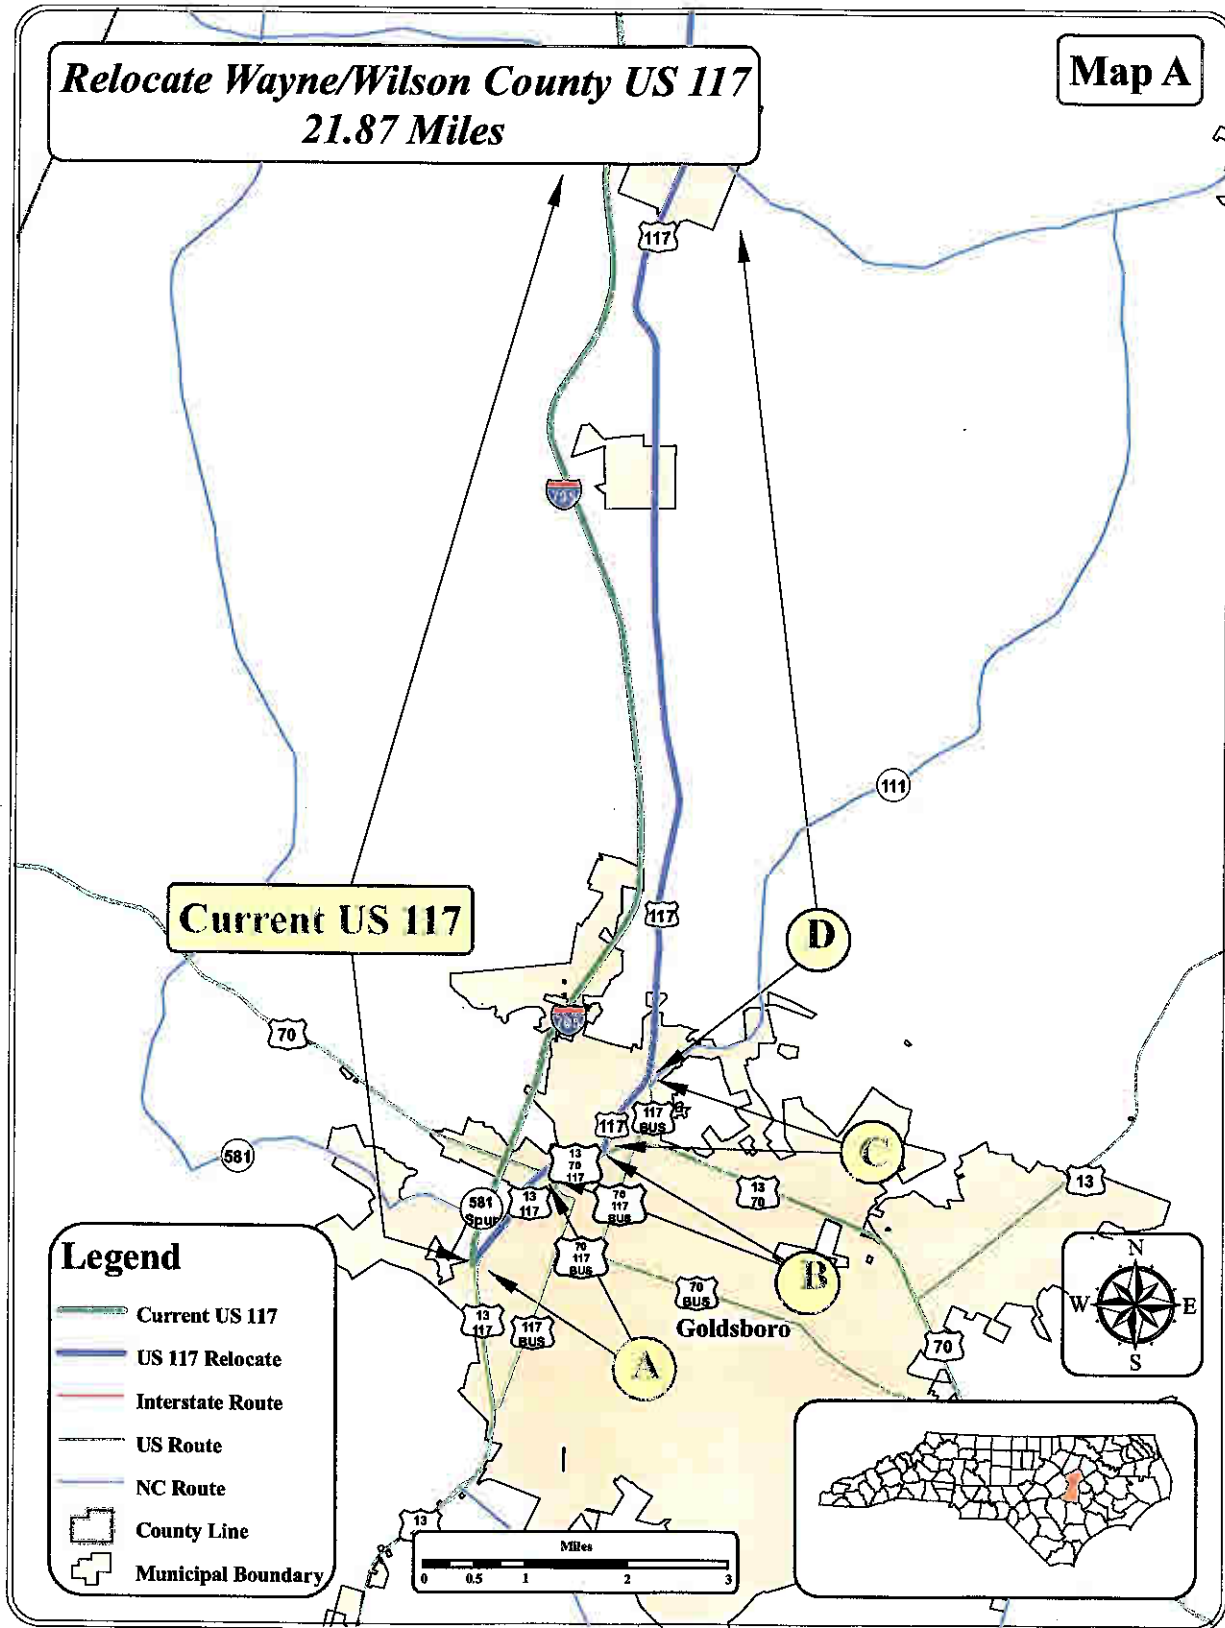 Relocate Wayne/Wilson County US 117
21.87 Miles
Map A
117
795
111
Current US 117
117
D
795
70
117
BUS
117
C
581
13
70
117
13
70
13
581
Spur
13
117
70
117
BUS
70
117
BUS
B
70
BUS
Goldsboro
13
117
117
BUS
70
A
13
Legend
Current US 117
US 117 Relocate
Interstate Route
US Route
NC Route
County Line
Municipal Boundary
N
W
E
S
Miles
0
0.5
1
2
3